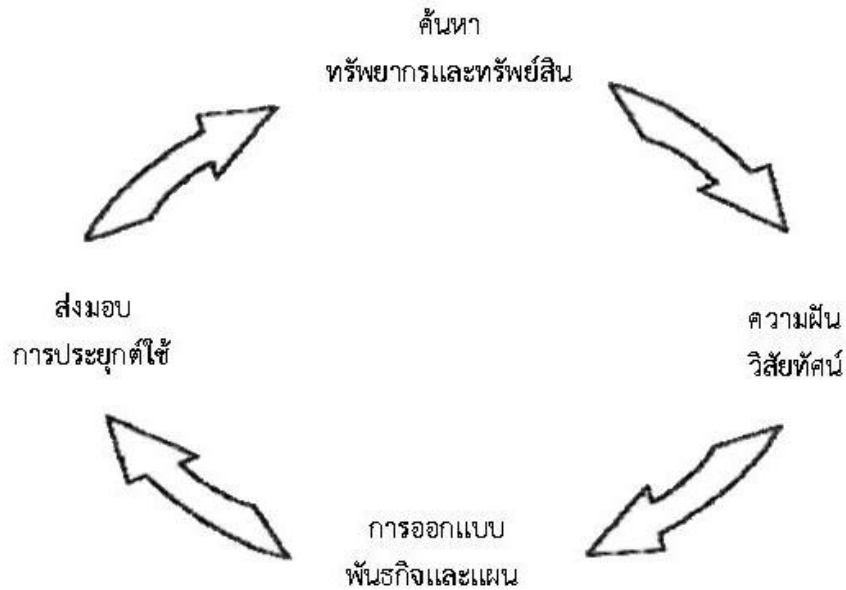 ค้นหา
ทรัพยากรและทรัพย์สิน
ความฝัน
วิสัยทัศน์
การออกแบบ
พันธกิจและแผน
ส่งมอบ
การประยุกต์ใช้